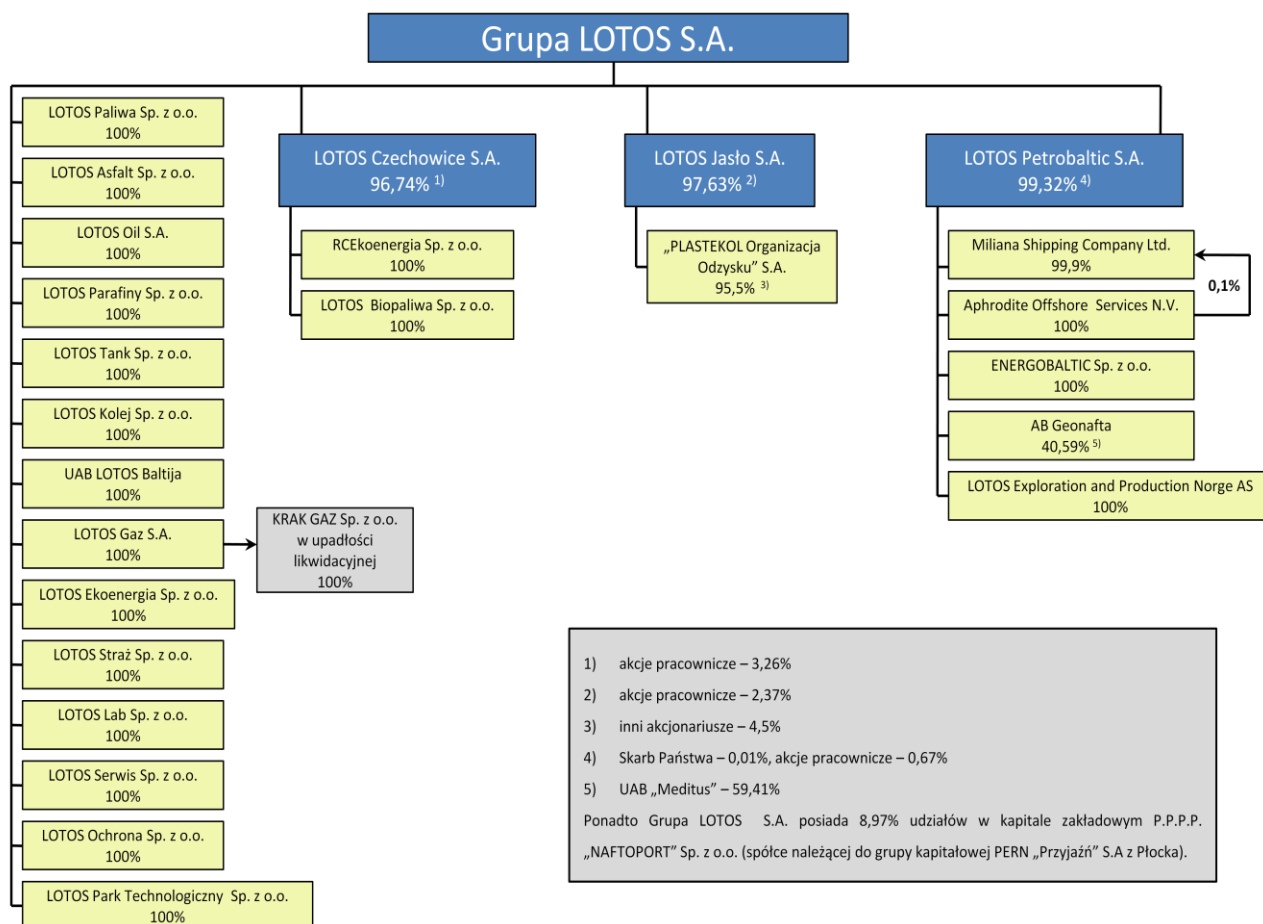 Grupa LOTOS S.A.
LOTOS Paliwa Sp. z o.o.
100%
LOTOS Asfalt Sp. z o.o.
100%
LOTOS Oil S.A.
100%
LOTOS Parafiny Sp. z o.o.
100%
LOTOS Tank Sp. z o.o.
100%
LOTOS Kolej Sp. z o.o.
100%
UAB LOTOS Baltija
100%
LOTOS Gaz S.A.
100%
KRAK GAZ Sp. z o.o.
w upadłości
likwidacyjnej
100%
LOTOS Ekoenergia Sp. z o.o.
100%
LOTOS Straż Sp. z o.o.
100%
LOTOS Lab Sp. z o.o.
100%
LOTOS Serwis Sp. z o.o.
100%
LOTOS Ochrona Sp. z o.o.
100%
LOTOS Park Technologiczny Sp. z o.o.
100%
LOTOS Czechowice S.A.
96,74% 1)
RCEkoenergia Sp. z o.o.
100%
LOTOS Biopaliwa Sp. z o.o.
100%
LOTOS Jasło S.A.
97,63% 2)
„PLASTEKOL Organizacja
Odzysku” S.A.
95,5% 3)
LOTOS Petrobaltic S.A.
99,32% 4)
Miliana Shipping Company Ltd.
99,9%
0,1%
Aphrodite Offshore Services N.V.
100%
ENERGOBALTIC Sp. z o.o.
100%
AB Geonafta
40,59% 5)
LOTOS Exploration and Production Norge AS
100%
1) akcje pracownicze – 3,26%
2) akcje pracownicze – 2,37%
3) inni akcjonariusze – 4,5%
4) Skarb Państwa – 0,01%, akcje pracownicze – 0,67%
5) UAB „Meditus” – 59,41%
Ponadto Grupa LOTOS S.A. posiada 8,97% udziałów w kapitale zakładowym P.P.P.P.
„NAFTOPORT” Sp. z o.o. (spółce należącej do grupy kapitałowej PERN „Przyjaźń” S.A z Płocka).